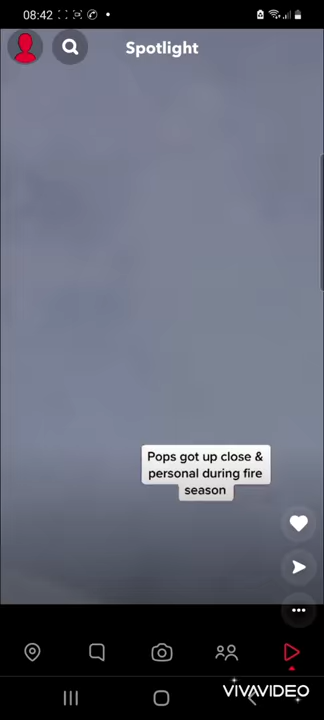 08:42
Spotlight
Pops got up close &
personal during fire
season
VIVAVIDEO